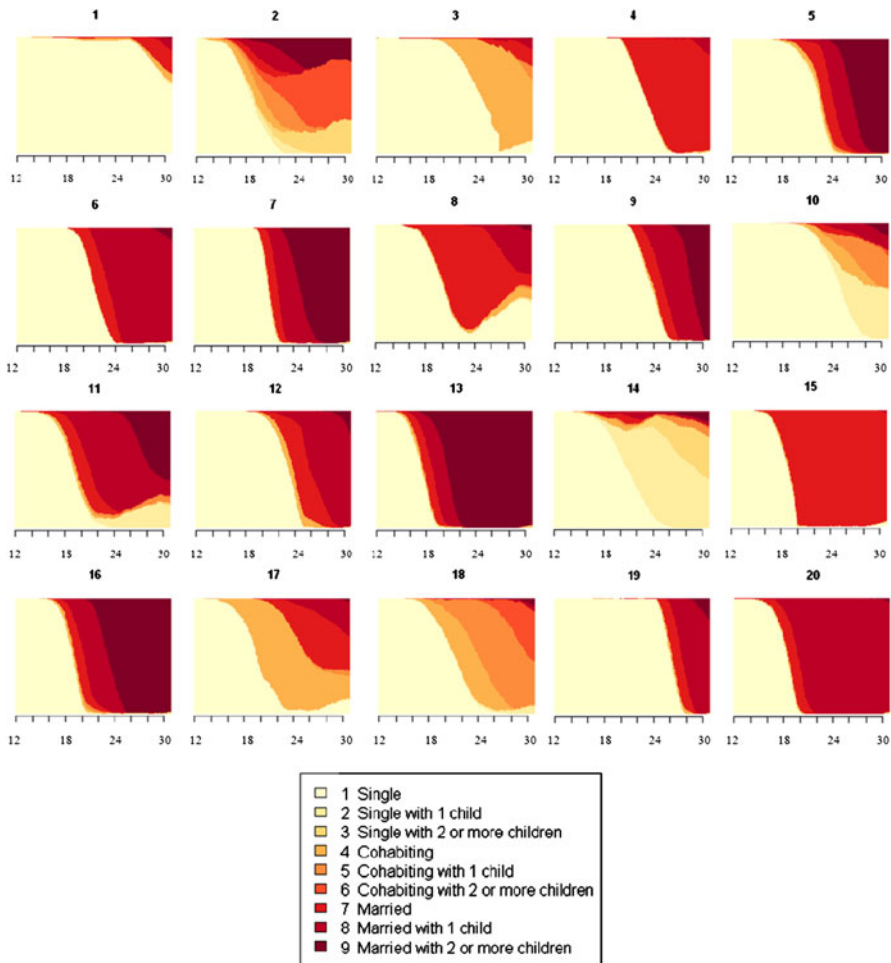 1 2 3 4 5
12 18 24 30 12 18 24 30 12 18 24 30 12 18 24 30 12 18 24 30
6 7 8 9 10
12 18 24 30 12 18 24 30 12 18 24 30 12 18 24 30 12 18 24 30
11 12 13 14 15
12 18 24 30 12 18 24 30 12 18 24 30 12 18 24 30 12 18 24 30
16 17 18 19 20
12 18 24 30 12 18 24 30 12 18 24 30 12 18 24 30 12 18 24 30
1 Single
2 Single with 1 child
3 Single with 2 or more children
4 Cohabiting
5 Cohabiting with 1 child
6 Cohabiting with 2 or more children
7 Married
8 Married with 1 child
9 Married with 2 or more children